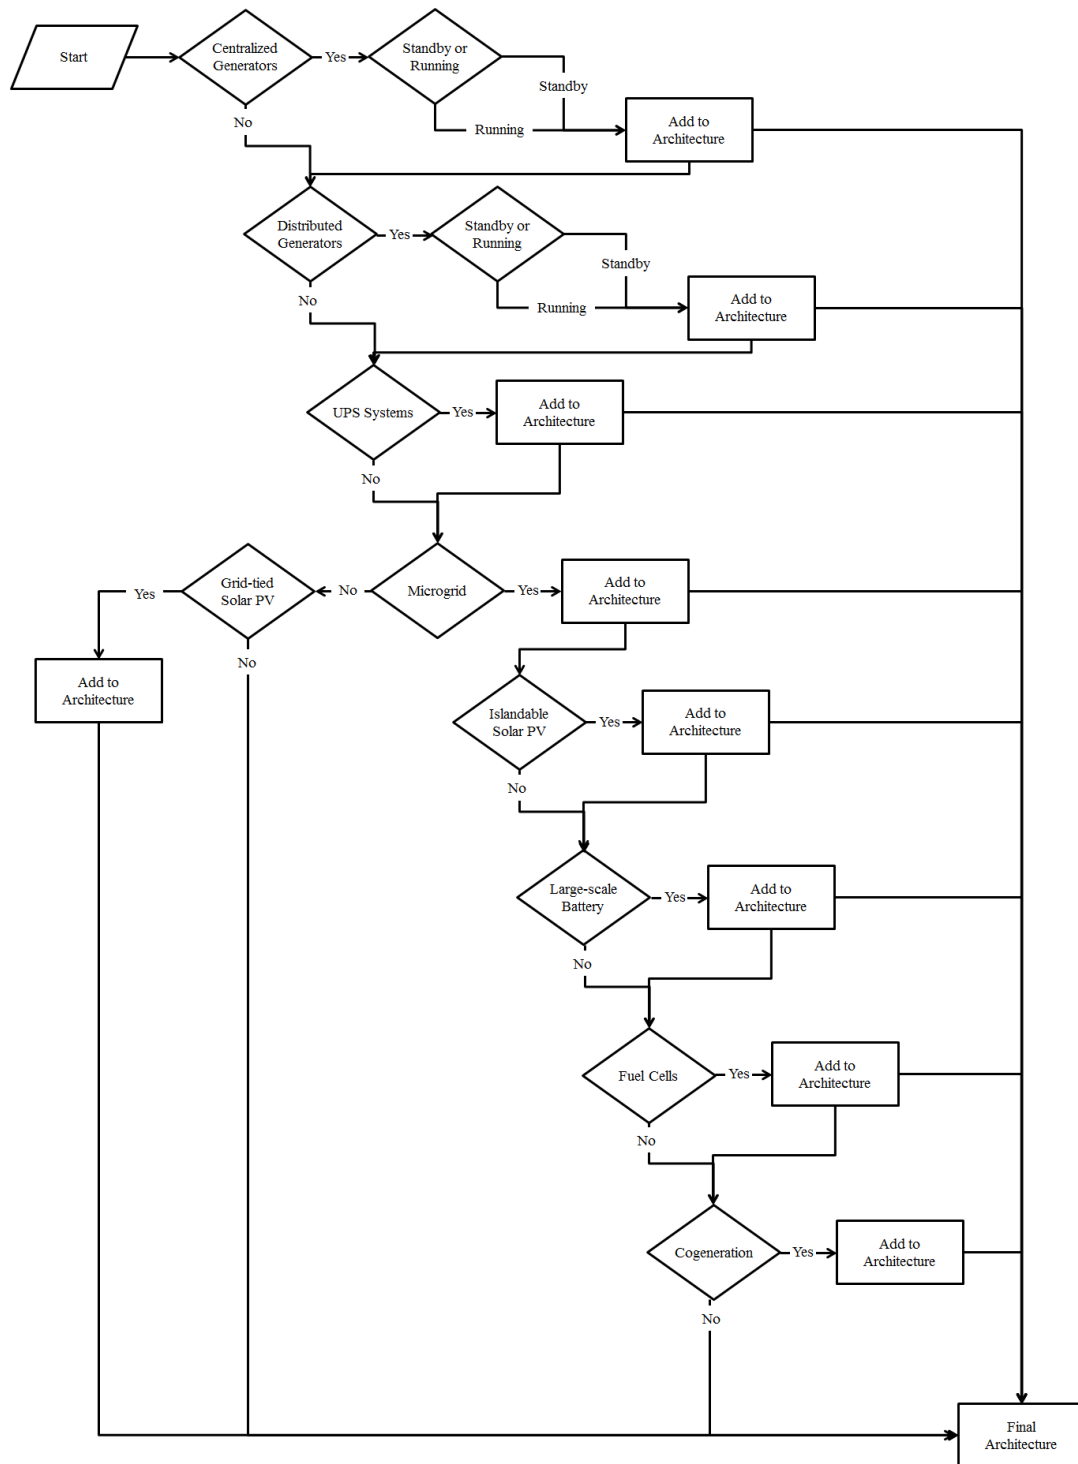 Start
Centralized
Generators
Yes
Standby or
Running
Standby
Running
No
Add to
Architecture
Distributed
Generators
Yes
Standby or
Running
Standby
Running
No
Add to
Architecture
UPS Systems
Yes
Add to
Architecture
No
Grid-tied
Solar PV
Yes
No
Microgrid
Yes
Add to
Architecture
No
Add to
Architecture
Islandable
Solar PV
Yes
Add to
Architecture
No
Large-scale
Battery
Yes
Add to
Architecture
No
Fuel Cells
Yes
Add to
Architecture
No
Cogeneration
Yes
Add to
Architecture
No
Final
Architecture